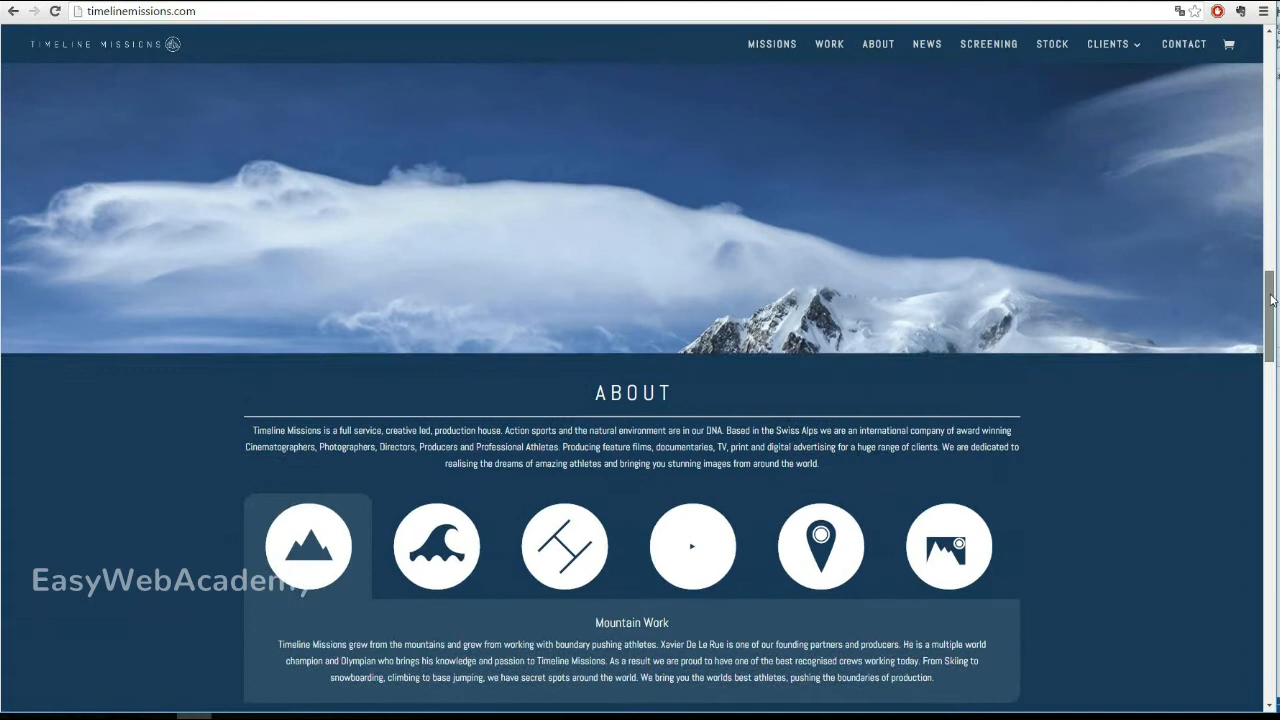 timelinemissions.com
TIMELINE MISSIONS
MISSIONS WORK ABOUT NEWS SCREENING STOCK CLIENTS CONTACT
ABOUT
Timeline Missions is a full service, creative led, production house. Action sports and the natural environment are in our DNA. Based in the Swiss Alps we are an international company of award winning
Cinematographers, Photographers, Directors, Producers and Professional Athletes. Producing feature films, documentaries, TV, print and digital advertising for a huge range of clients. We are dedicated to
realising the dreams of amazing athletes and bringing you stunning images from around the world.
EasyWebAcademy
Mountain Work
Timeline Missions grew from the mountains and grew from working with boundary pushing athletes. Xavier De Le Rue is one of our founding partners and producers. He is a multiple world
champion and Olympian who brings his knowledge and passion to Timeline Missions. As a result we are proud to have one of the best recognised crews working today. From Skiing to
snowboarding, climbing to base jumping, we have secret spots around the world. We bring you the worlds best athletes, pushing the boundaries of production.